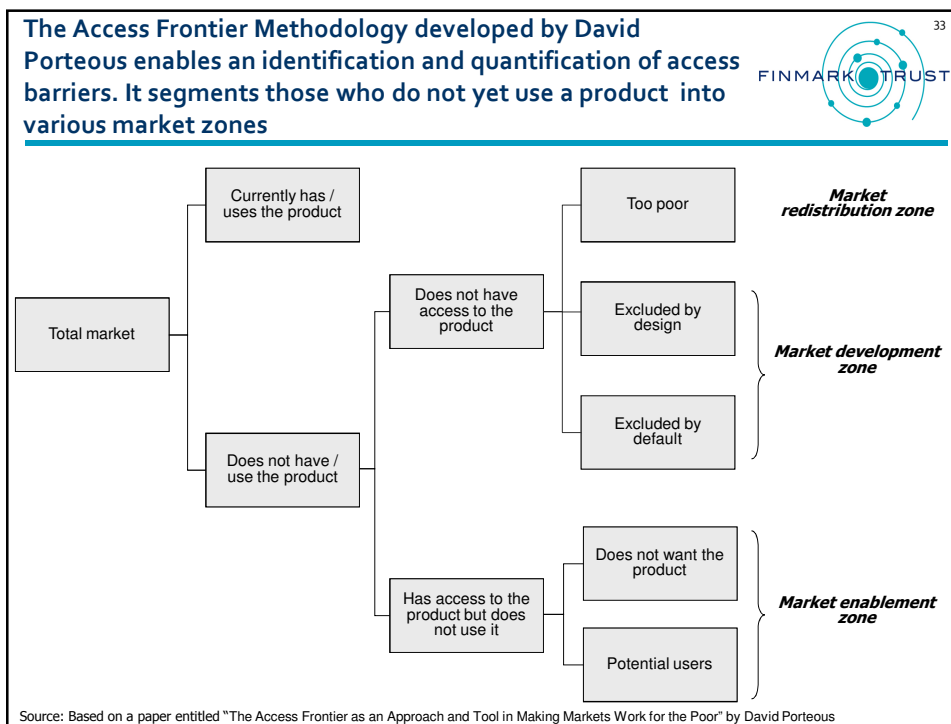 The Access Frontier Methodology developed by David
Porteous enables an identification and quantification of access
barriers. It segments those who do not yet use a product into
various market zones
33
FINMARK TRUST
Currently has /
uses the product
Too poor
Market
redistribution zone
Total market
Does not have
access to the
product
Excluded by
design
Market development
zone
Excluded by
default
Does not have /
use the product
Does not want the
product
Has access to the
product but does
not use it
Market enablement
zone
Potential users
Source: Based on a paper entitled "The Access Frontier as an Approach and Tool in Making Markets Work for the Poor" by David Porteous